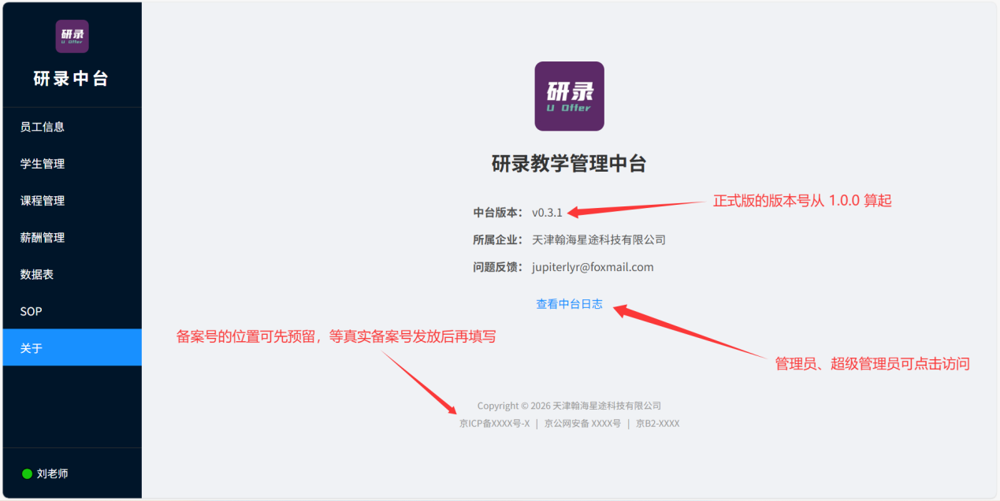 研录
U Offer
研录中台
员工信息
学生管理
课程管理
薪酬管理
数据表
SOP
关于
刘老师
研录
U Offer
研录教学管理中台
中台版本： v0.3.1
正式版的版本号从 1.0.0 算起
所属企业： 天津翰海星途科技有限公司
问题反馈： jupiterlyr@foxmail.com
查看中台日志
备案号的位置可先预留，等真实备案号发放后再填写
管理员、超级管理员可点击访问
Copyright © 2026 天津翰海星途科技有限公司
京ICP备XXXX号-X | 京公网安备 XXXX号 | 京B2-XXXX